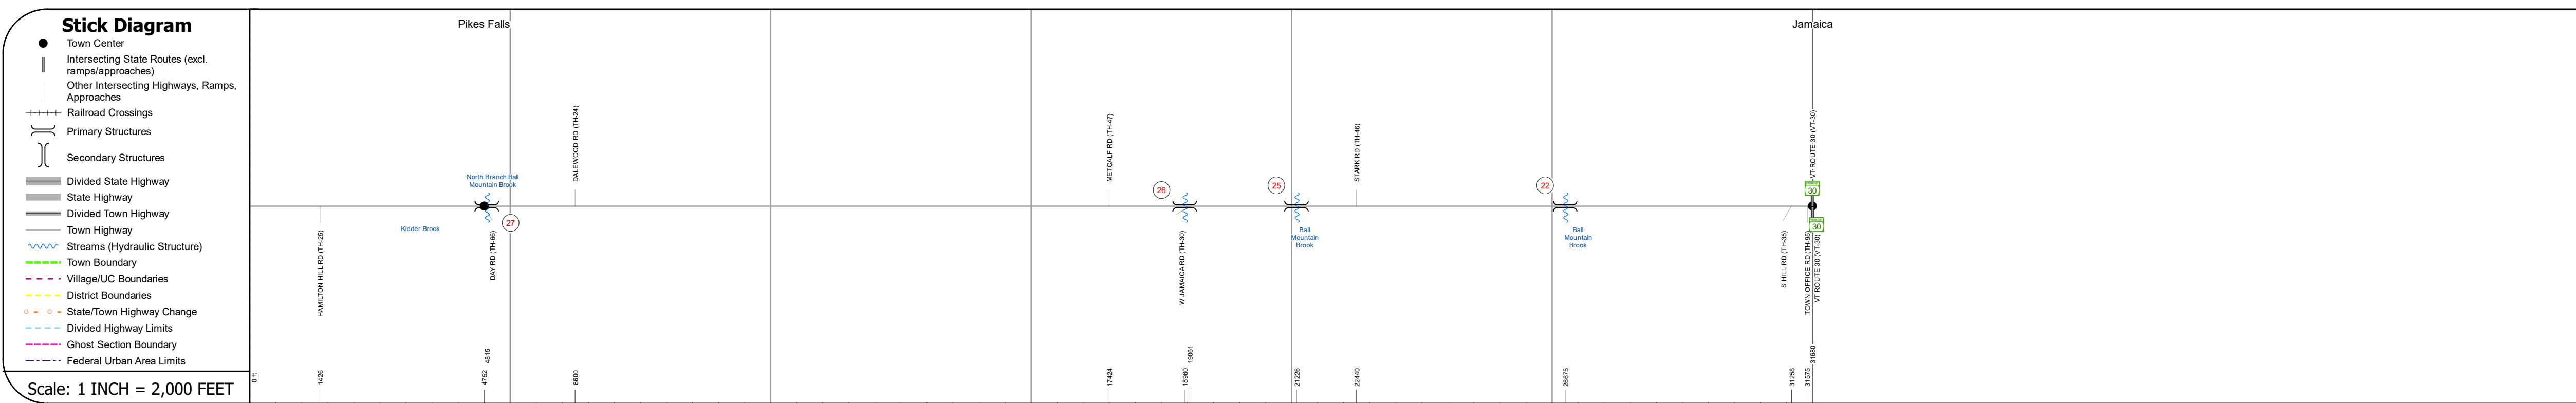 Stick Diagram
Town Center
Intersecting State Routes (excl.
ramps/approaches)
Other Intersecting Highways, Ramps,
Approaches
Railroad Crossings
Primary Structures
Secondary Structures
Divided State Highway
State Highway
Divided Town Highway
Town Highway
Streams (Hydraulic Structure)
Town Boundary
Village/UC Boundaries
District Boundaries
State/Town Highway Change
Divided Highway Limits
Ghost Section Boundary
Federal Urban Area Limits
Scale: 1 INCH = 2,000 FEET
Pikes Falls
Jamaica
DALEWOOD RD (TH-24)
METCALF RD (TH-47)
STARK RD (TH-46)
VT ROUTE 30 (VT-30)
North Branch Ball
Mountain Brook
26
25
22
30
27
30
Kidder Brook
Ball
Mountain
Brook
Ball
Mountain
Brook
HAMILTON HILL RD (TH-25)
DAY RD (TH-66)
W JAMAICA RD (TH-30)
S HILL RD (TH-35)
TOWN OFFICE RD (TH-95)
VT ROUTE 30 (VT-30)
0 ft
1426
4752
4815
6600
17424
18960
19061
21226
22440
26675
31258
31575
31680